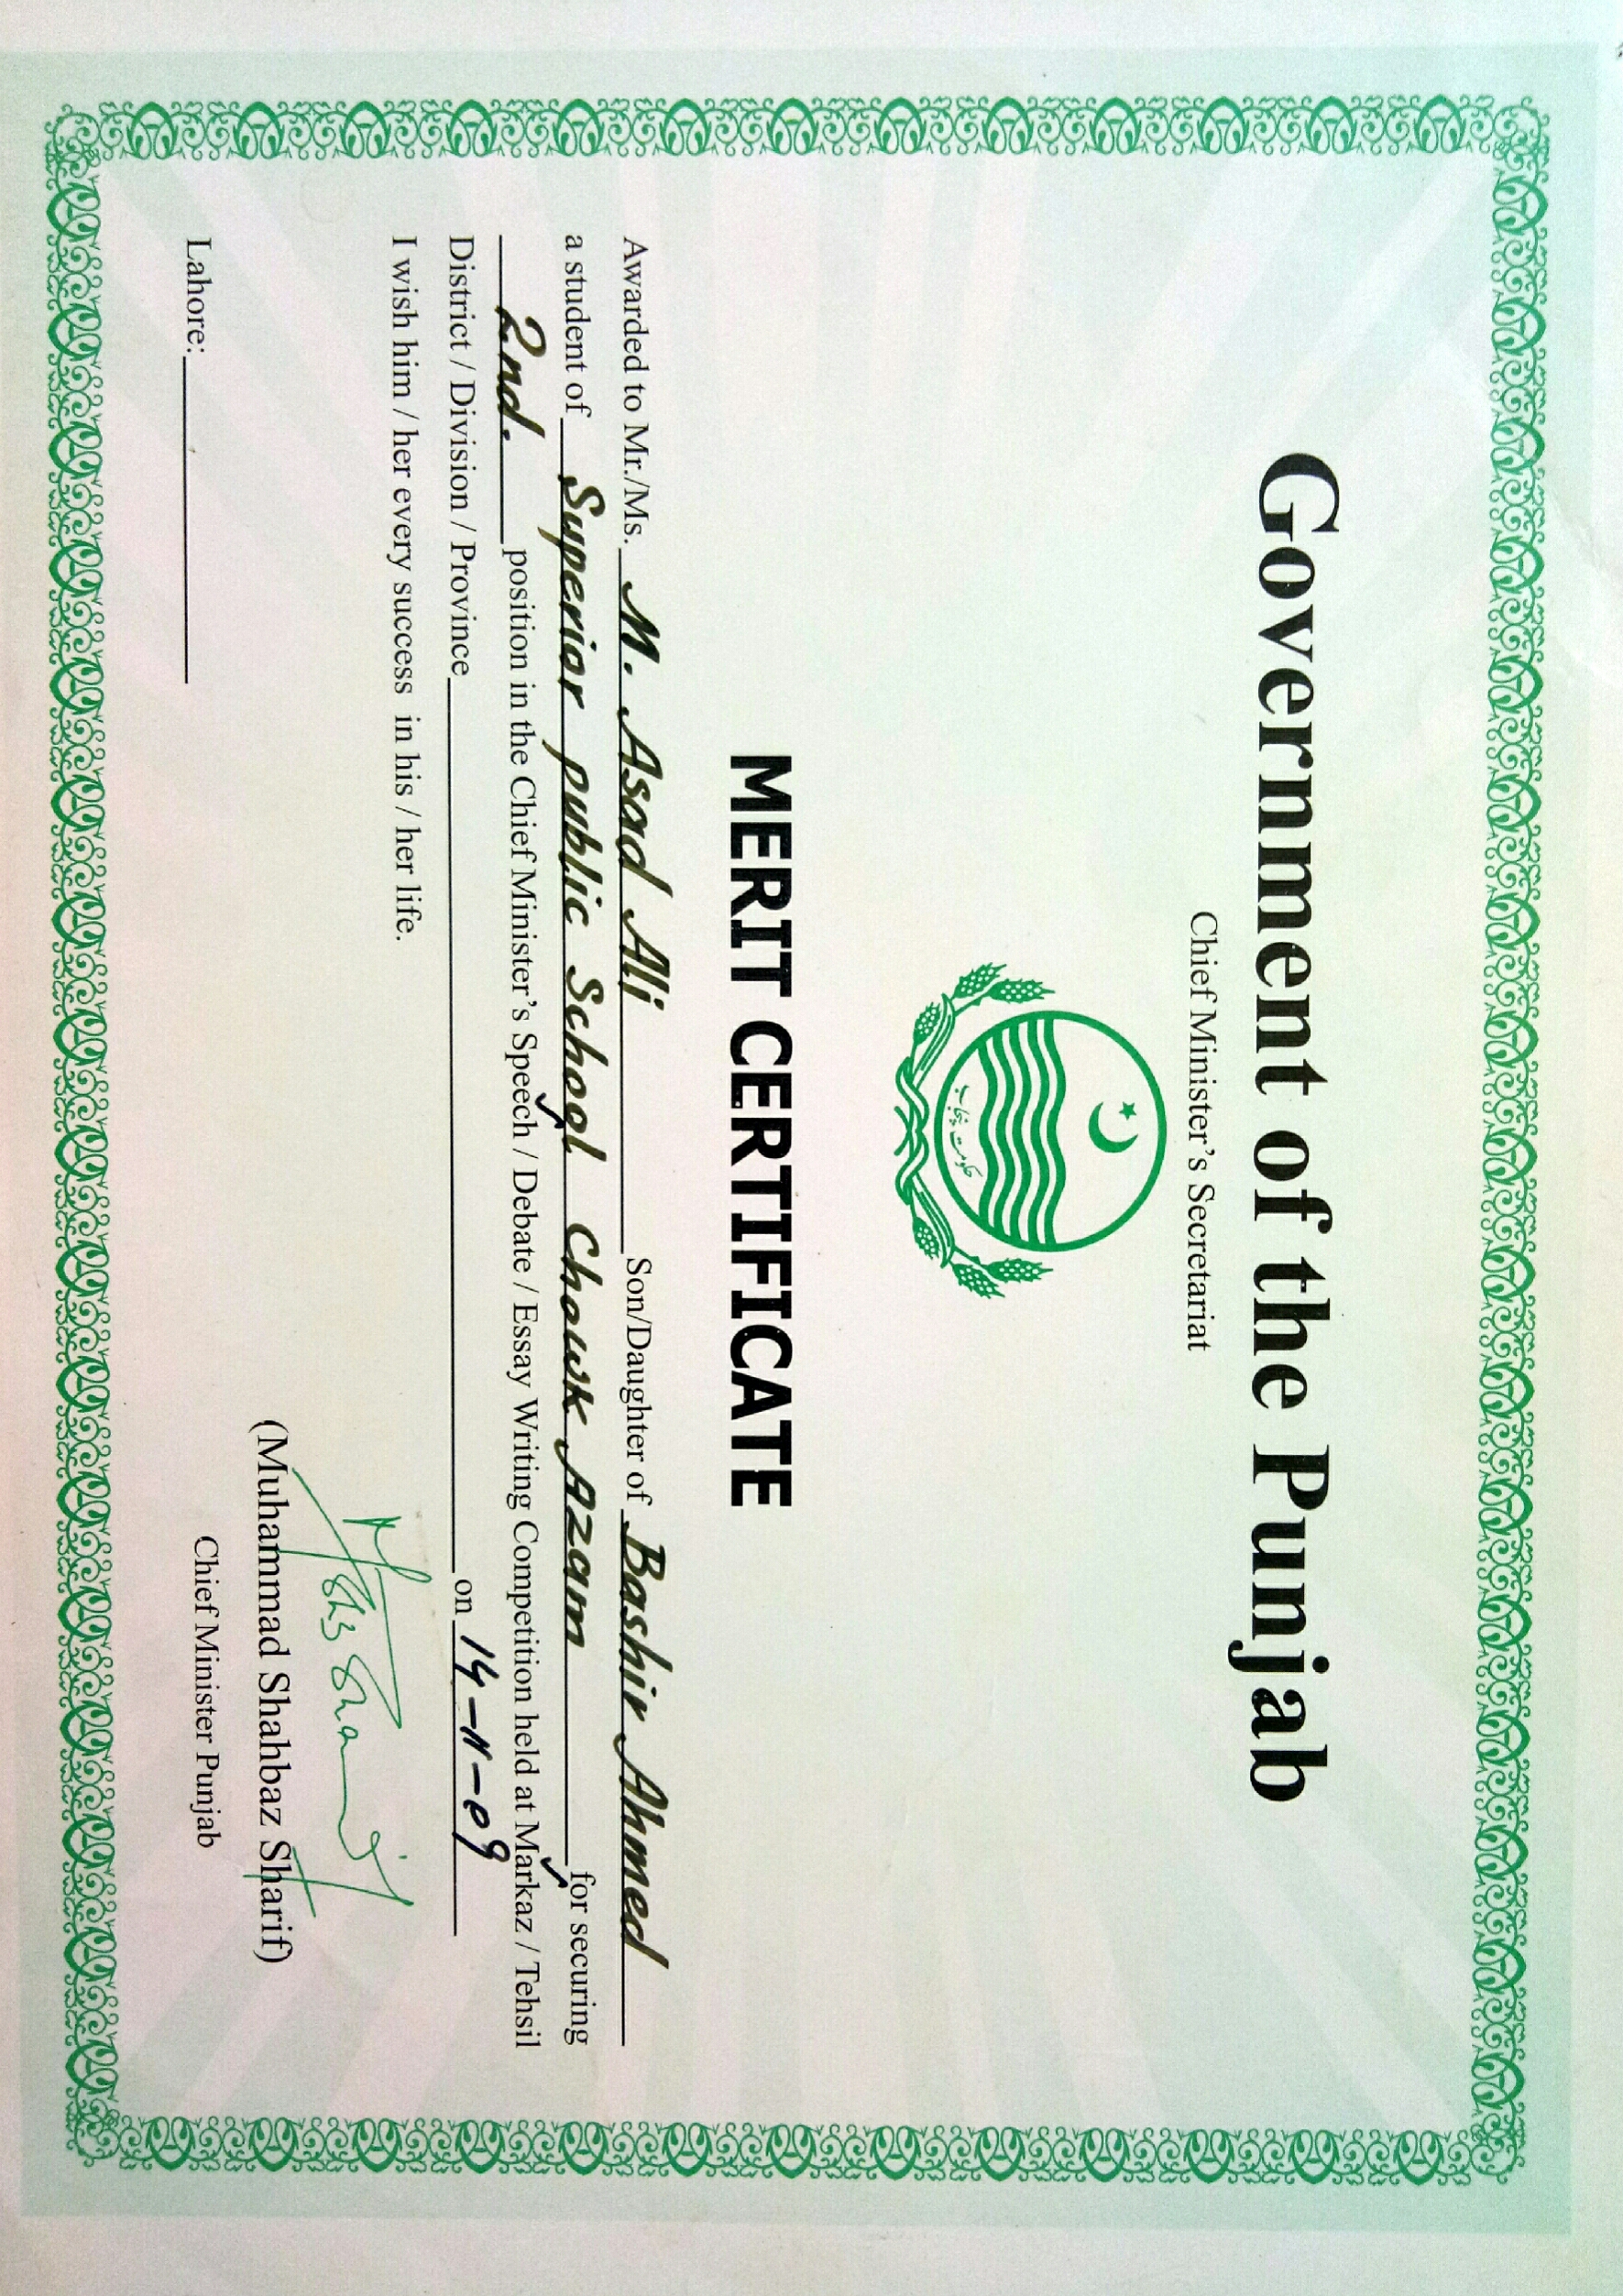 Government of the Punjab
Chief Minister's Secretariat
حکومت پنجاب
MERIT CERTIFICATE
Awarded to Mr./Ms. M. Asad Ali Son/Daughter of Bashir Ahmed
a student of Superior public School Chowk Azam for securing
2nd. position in the Chief Minister's Speech / Debate / Essay Writing Competition held at Markaz / Tehsil
District / Division / Province on 14-11-09
I wish him / her every success in his / her life.
(Muhammad Shahbaz Sharif)
Chief Minister Punjab
Lahore: